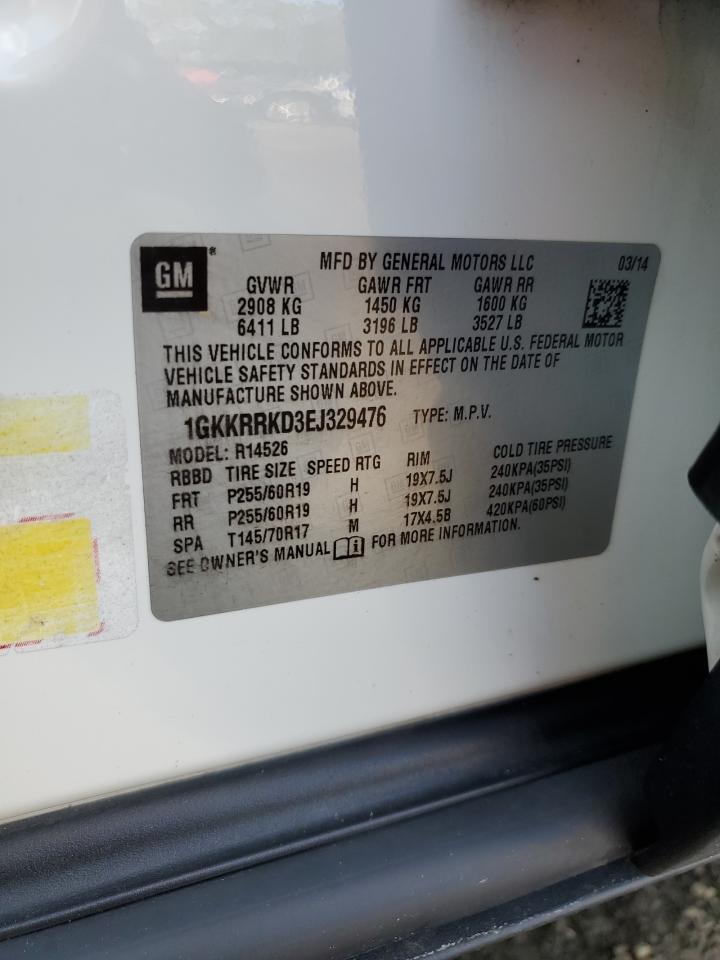 GM
MFD BY GENERAL MOTORS LLC 03/14
GVWR GAWR FRT GAWR RR
2908 KG 1450 KG 1600 KG
6411 LB 3196 LB 3527 LB
THIS VEHICLE CONFORMS TO ALL APPLICABLE U.S. FEDERAL MOTOR
VEHICLE SAFETY STANDARDS IN EFFECT ON THE DATE OF
MANUFACTURE SHOWN ABOVE.
1GKKRRKD3EJ329476 TYPE: M.P.V.
MODEL: R14526
RBBD TIRE SIZE SPEED RTG RIM COLD TIRE PRESSURE
FRT P255/60R19 H 19X7.5J 240KPA(35PSI)
RR P255/60R19 H 19X7.5J 240KPA(35PSI)
SPA T145/70R17 M 17X4.5B 420KPA(60PSI)
SEE OWNER'S MANUAL FOR MORE INFORMATION.